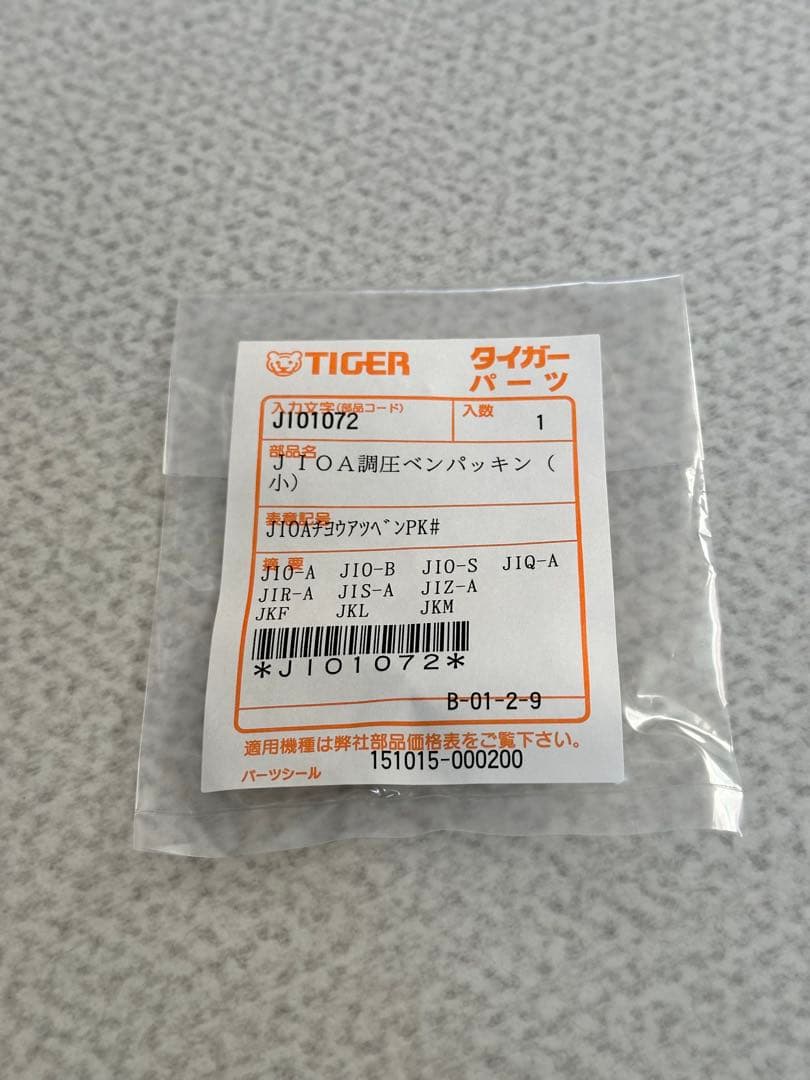 TIGER タイガー
パーツ
入力文字(部品コード) 入数
JIO1072 1
部品名
JIOA調圧ベンパッキン(
小)
表章記号
JIOAチヨウアツベンPK#
摘要
JIO-A JIO-B JIO-S JIQ-A
JIR-A JIS-A JIZ-A
JKF JKL JKM
*JIO1072*
B-01-2-9
適用機種は弊社部品価格表をご覧下さい。
パーツシール 151015-000200